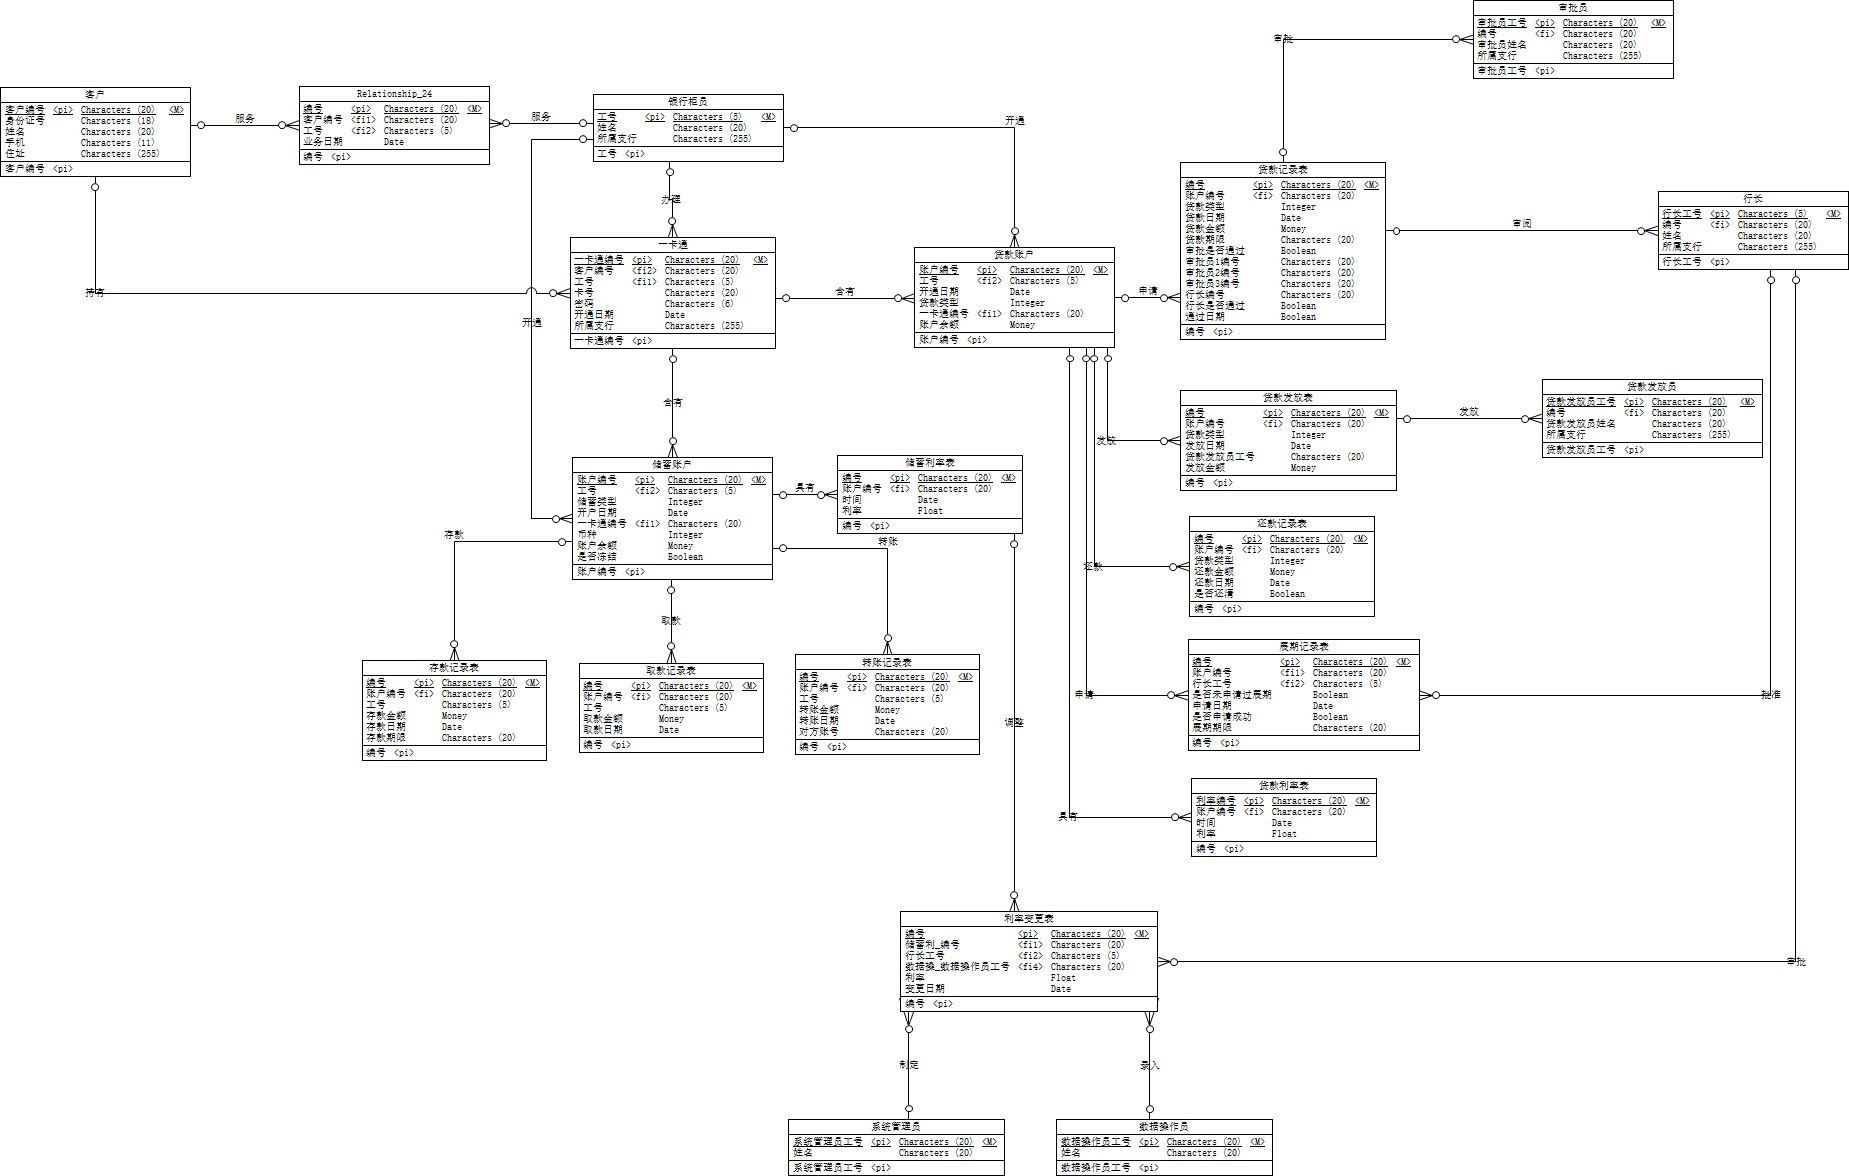 审批员
审批员工号 <pi> Characters (20) <M>
编号 <fi> Characters (20)
审批员姓名 Characters (20)
所属支行 Characters (255)
审批员工号 <pi>
审批
客户
客户编号 <pi> Characters (20) <M>
身份证号 Characters (18)
姓名 Characters (20)
手机 Characters (11)
住址 Characters (255)
客户编号 <pi>
服务
Relationship_24
编号 <pi> Characters (20) <M>
客户编号 <fi1> Characters (20)
工号 <fi2> Characters (5)
业务日期 Date
编号 <pi>
服务
银行柜员
工号 <pi> Characters (5) <M>
姓名 Characters (20)
所属支行 Characters (255)
工号 <pi>
开通
办理
持有
开通
一卡通
一卡通编号 <pi> Characters (20) <M>
客户编号 <fi2> Characters (20)
工号 <fi1> Characters (5)
卡号 Characters (20)
密码 Characters (6)
开通日期 Date
所属支行 Characters (255)
一卡通编号 <pi>
含有
贷款账户
账户编号 <pi> Characters (20) <M>
工号 <fi2> Characters (5)
开通日期 Date
贷款类型 Integer
一卡通编号 <fi1> Characters (20)
账户余额 Money
账户编号 <pi>
申请
贷款记录表
编号 <pi> Characters (20) <M>
账户编号 <fi> Characters (20)
贷款类型 Integer
贷款日期 Date
贷款金额 Money
贷款期限 Characters (20)
审批是否通过 Boolean
审批员1编号 Characters (20)
审批员2编号 Characters (20)
审批员3编号 Characters (20)
行长编号 Characters (20)
行长是否通过 Boolean
通过日期 Boolean
编号 <pi>
审阅
行长
行长工号 <pi> Characters (5) <M>
编号 <fi> Characters (20)
姓名 Characters (20)
所属支行 Characters (255)
行长工号 <pi>
含有
发放
贷款发放表
编号 <pi> Characters (20) <M>
账户编号 <fi> Characters (20)
贷款类型 Integer
发放日期 Date
贷款发放员工号 Characters (20)
发放金额 Money
编号 <pi>
发放
贷款发放员
贷款发放员工号 <pi> Characters (20) <M>
编号 <fi> Characters (20)
贷款发放员姓名 Characters (20)
所属支行 Characters (255)
贷款发放员工号 <pi>
储蓄账户
账户编号 <pi> Characters (20) <M>
工号 <fi2> Characters (5)
储蓄类型 Integer
开户日期 Date
一卡通编号 <fi1> Characters (20)
币种 Integer
账户余额 Money
是否冻结 Boolean
账户编号 <pi>
具有
储蓄利率表
编号 <pi> Characters (20) <M>
账户编号 <fi> Characters (20)
时间 Date
利率 Float
编号 <pi>
存款
转账
取款
还款
还款记录表
编号 <pi> Characters (20) <M>
账户编号 <fi> Characters (20)
贷款类型 Integer
还款金额 Money
还款日期 Date
是否还清 Boolean
编号 <pi>
存款记录表
编号 <pi> Characters (20) <M>
账户编号 <fi> Characters (20)
工号 Characters (5)
存款金额 Money
存款日期 Date
存款期限 Characters (20)
编号 <pi>
取款记录表
编号 <pi> Characters (20) <M>
账户编号 <fi> Characters (20)
工号 Characters (5)
取款金额 Money
取款日期 Date
编号 <pi>
转账记录表
编号 <pi> Characters (20) <M>
账户编号 <fi> Characters (20)
工号 Characters (5)
转账金额 Money
转账日期 Date
对方账号 Characters (20)
编号 <pi>
调整
申请
展期记录表
编号 <pi> Characters (20) <M>
账户编号 <fi1> Characters (20)
行长工号 <fi2> Characters (5)
是否未申请过展期 Boolean
申请日期 Date
是否申请成功 Boolean
展期期限 Characters (20)
编号 <pi>
批准
具有
贷款利率表
利率编号 <pi> Characters (20) <M>
账户编号 <fi> Characters (20)
时间 Date
利率 Float
编号 <pi>
利率变更表
编号 <pi> Characters (20) <M>
储蓄利_编号 <fi1> Characters (20)
行长工号 <fi2> Characters (5)
数据操_数据操作员工号 <fi4> Characters (20)
利率 Float
变更日期 Date
编号 <pi>
审批
制定
录入
系统管理员
系统管理员工号 <pi> Characters (20) <M>
姓名 Characters (20)
系统管理员工号 <pi>
数据操作员
数据操作员工号 <pi> Characters (20) <M>
姓名 Characters (20)
数据操作员工号 <pi>